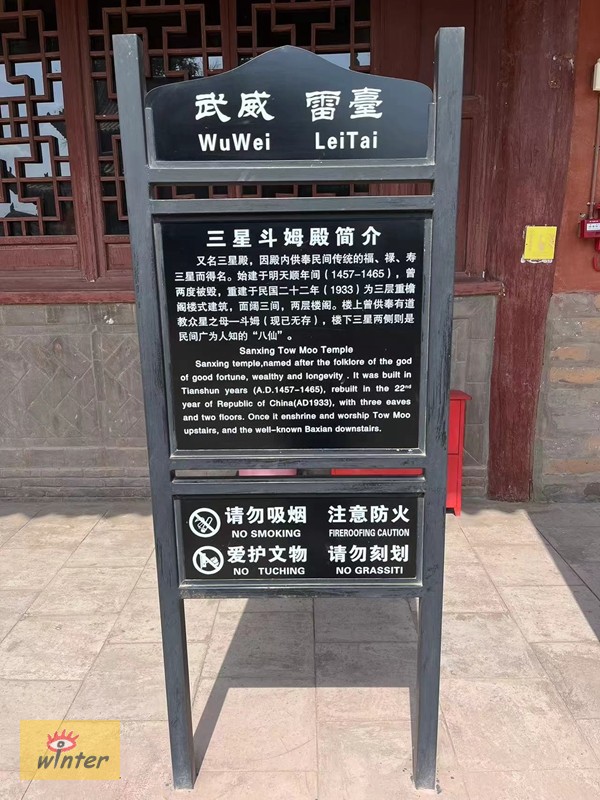 武威 雷臺
WuWei LeiTai
三星斗姆殿简介
又名三星殿，因殿内供奉民间传统的福、禄、寿
三星而得名。始建于明天顺年间（1457-1465），曾
两度被毁，重建于民国二十二年（1933）为三层重檐
阁楼式建筑，面阔三间，两层楼阁。楼上曾供奉有道
教众星之母—斗姆（现已无存），楼下三星两侧则是
民间广为人知的“八仙”。
Sanxing Tow Moo Temple
Sanxing temple,named after the folklore of the god
of good fortune, wealthy and longevity . It was built in
Tianshun years (A.D.1457-1465), rebuilt in the 22nd
year of Republic of China(AD1933), with three eaves
and two floors. Once it enshrine and worship Tow Moo
upstairs, and the well-known Baxian downstairs.
请勿吸烟 注意防火
NO SMOKING FIREROOFING CAUTION
爱护文物 请勿刻划
NO TUCHING NO GRASSITI
winter